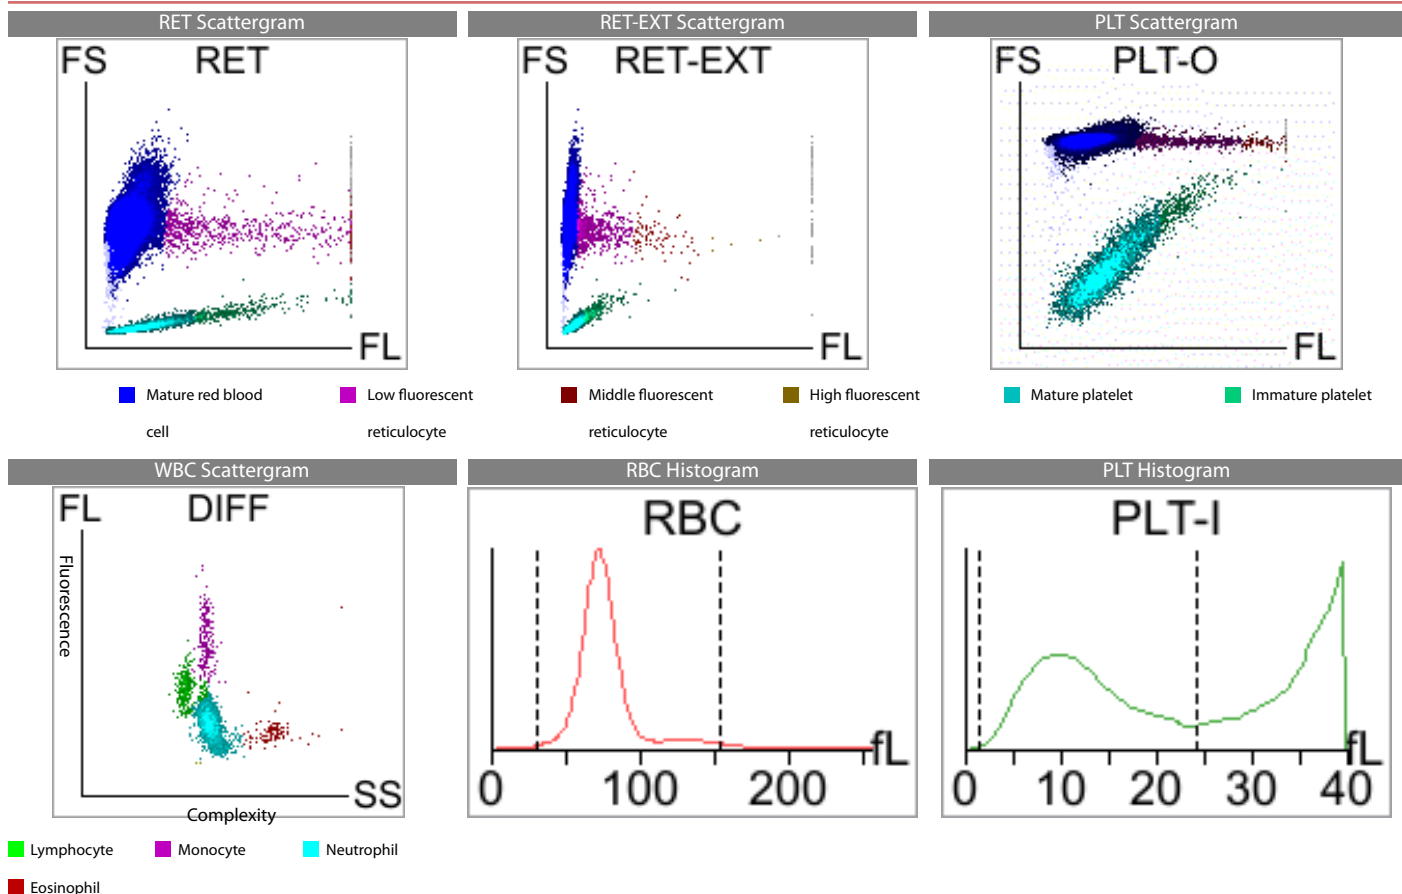 RET Scattergram
RET-EXT Scattergram
PLT Scattergram
FS RET
FL
FS RET-EXT
FL
FS PLT-O
FL
Mature red blood
cell
Low fluorescent
reticulocyte
Middle fluorescent
reticulocyte
High fluorescent
reticulocyte
Mature platelet
Immature platelet
WBC Scattergram
RBC Histogram
PLT Histogram
FL DIFF
Fluorescence
SS
Complexity
RBC
fL
0 100 200
PLT-I
fL
0 10 20 30 40
Lymphocyte
Monocyte
Neutrophil
Eosinophil